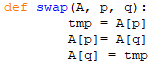 def swap(A, p, q):
    tmp = A[p]
    A[p]= A[q]
    A[q] = tmp